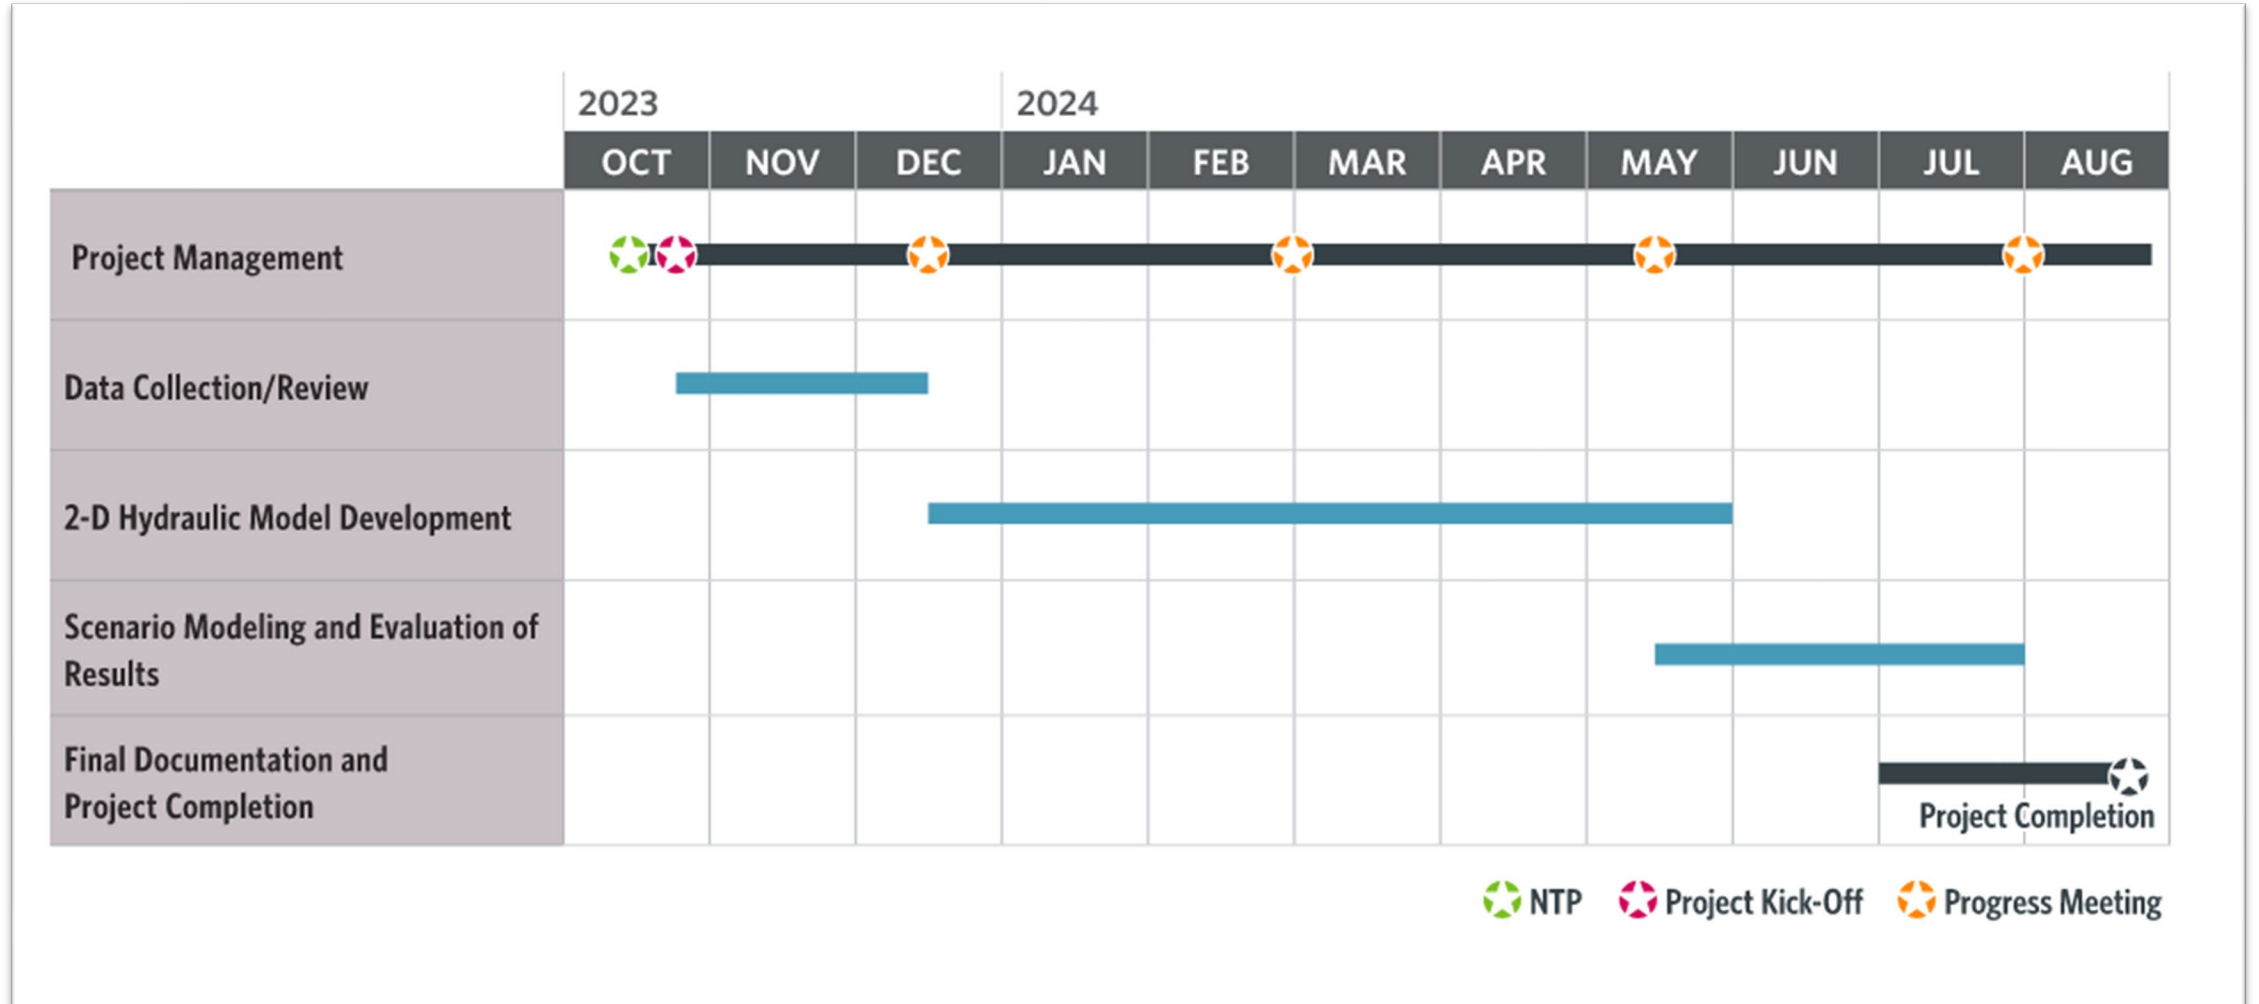 2023 2024
OCT NOV DEC JAN FEB MAR APR MAY JUN JUL AUG
Project Management
Data Collection/Review
2-D Hydraulic Model Development
Scenario Modeling and Evaluation of
Results
Final Documentation and
Project Completion
Project Completion
NTP Project Kick-Off Progress Meeting